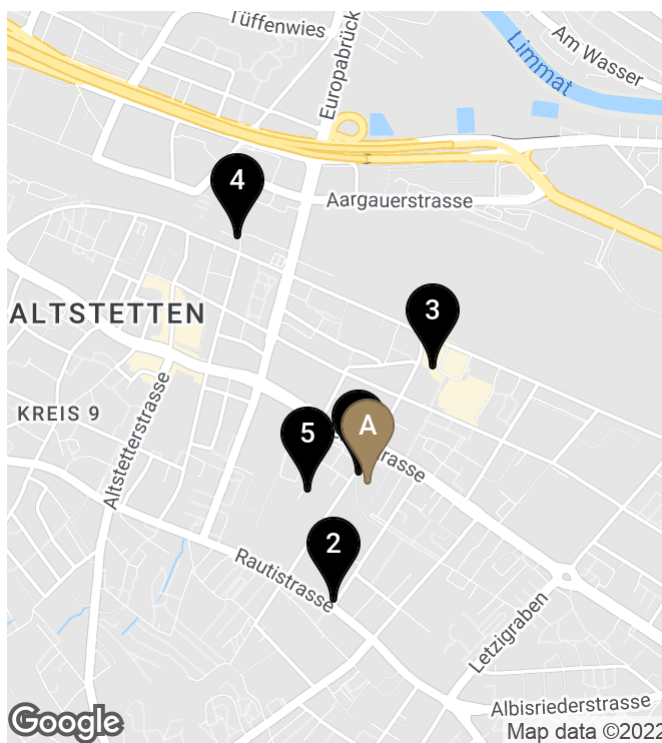 Tüffenwies
Europabrück
Am Wasser
Limmat
4
Aargauerstrasse
ALTSTETTEN
3
KREIS 9
Altstetterstrasse
A
5
rasse
2
Rautistrasse
Letzigraben
Albisriederstrasse
Google
Map data ©2022